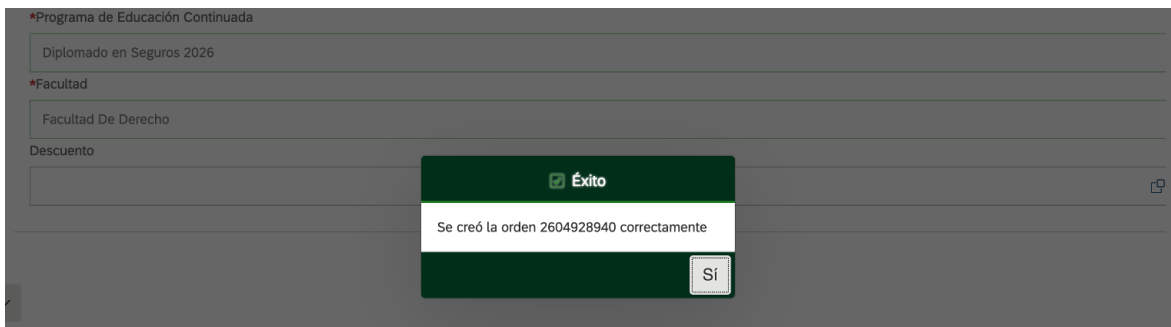 *Programa de Educación Continuada
Diplomado en Seguros 2026
*Facultad
Facultad De Derecho
Descuento
Éxito
Se creó la orden 2604928940 correctamente
Sí